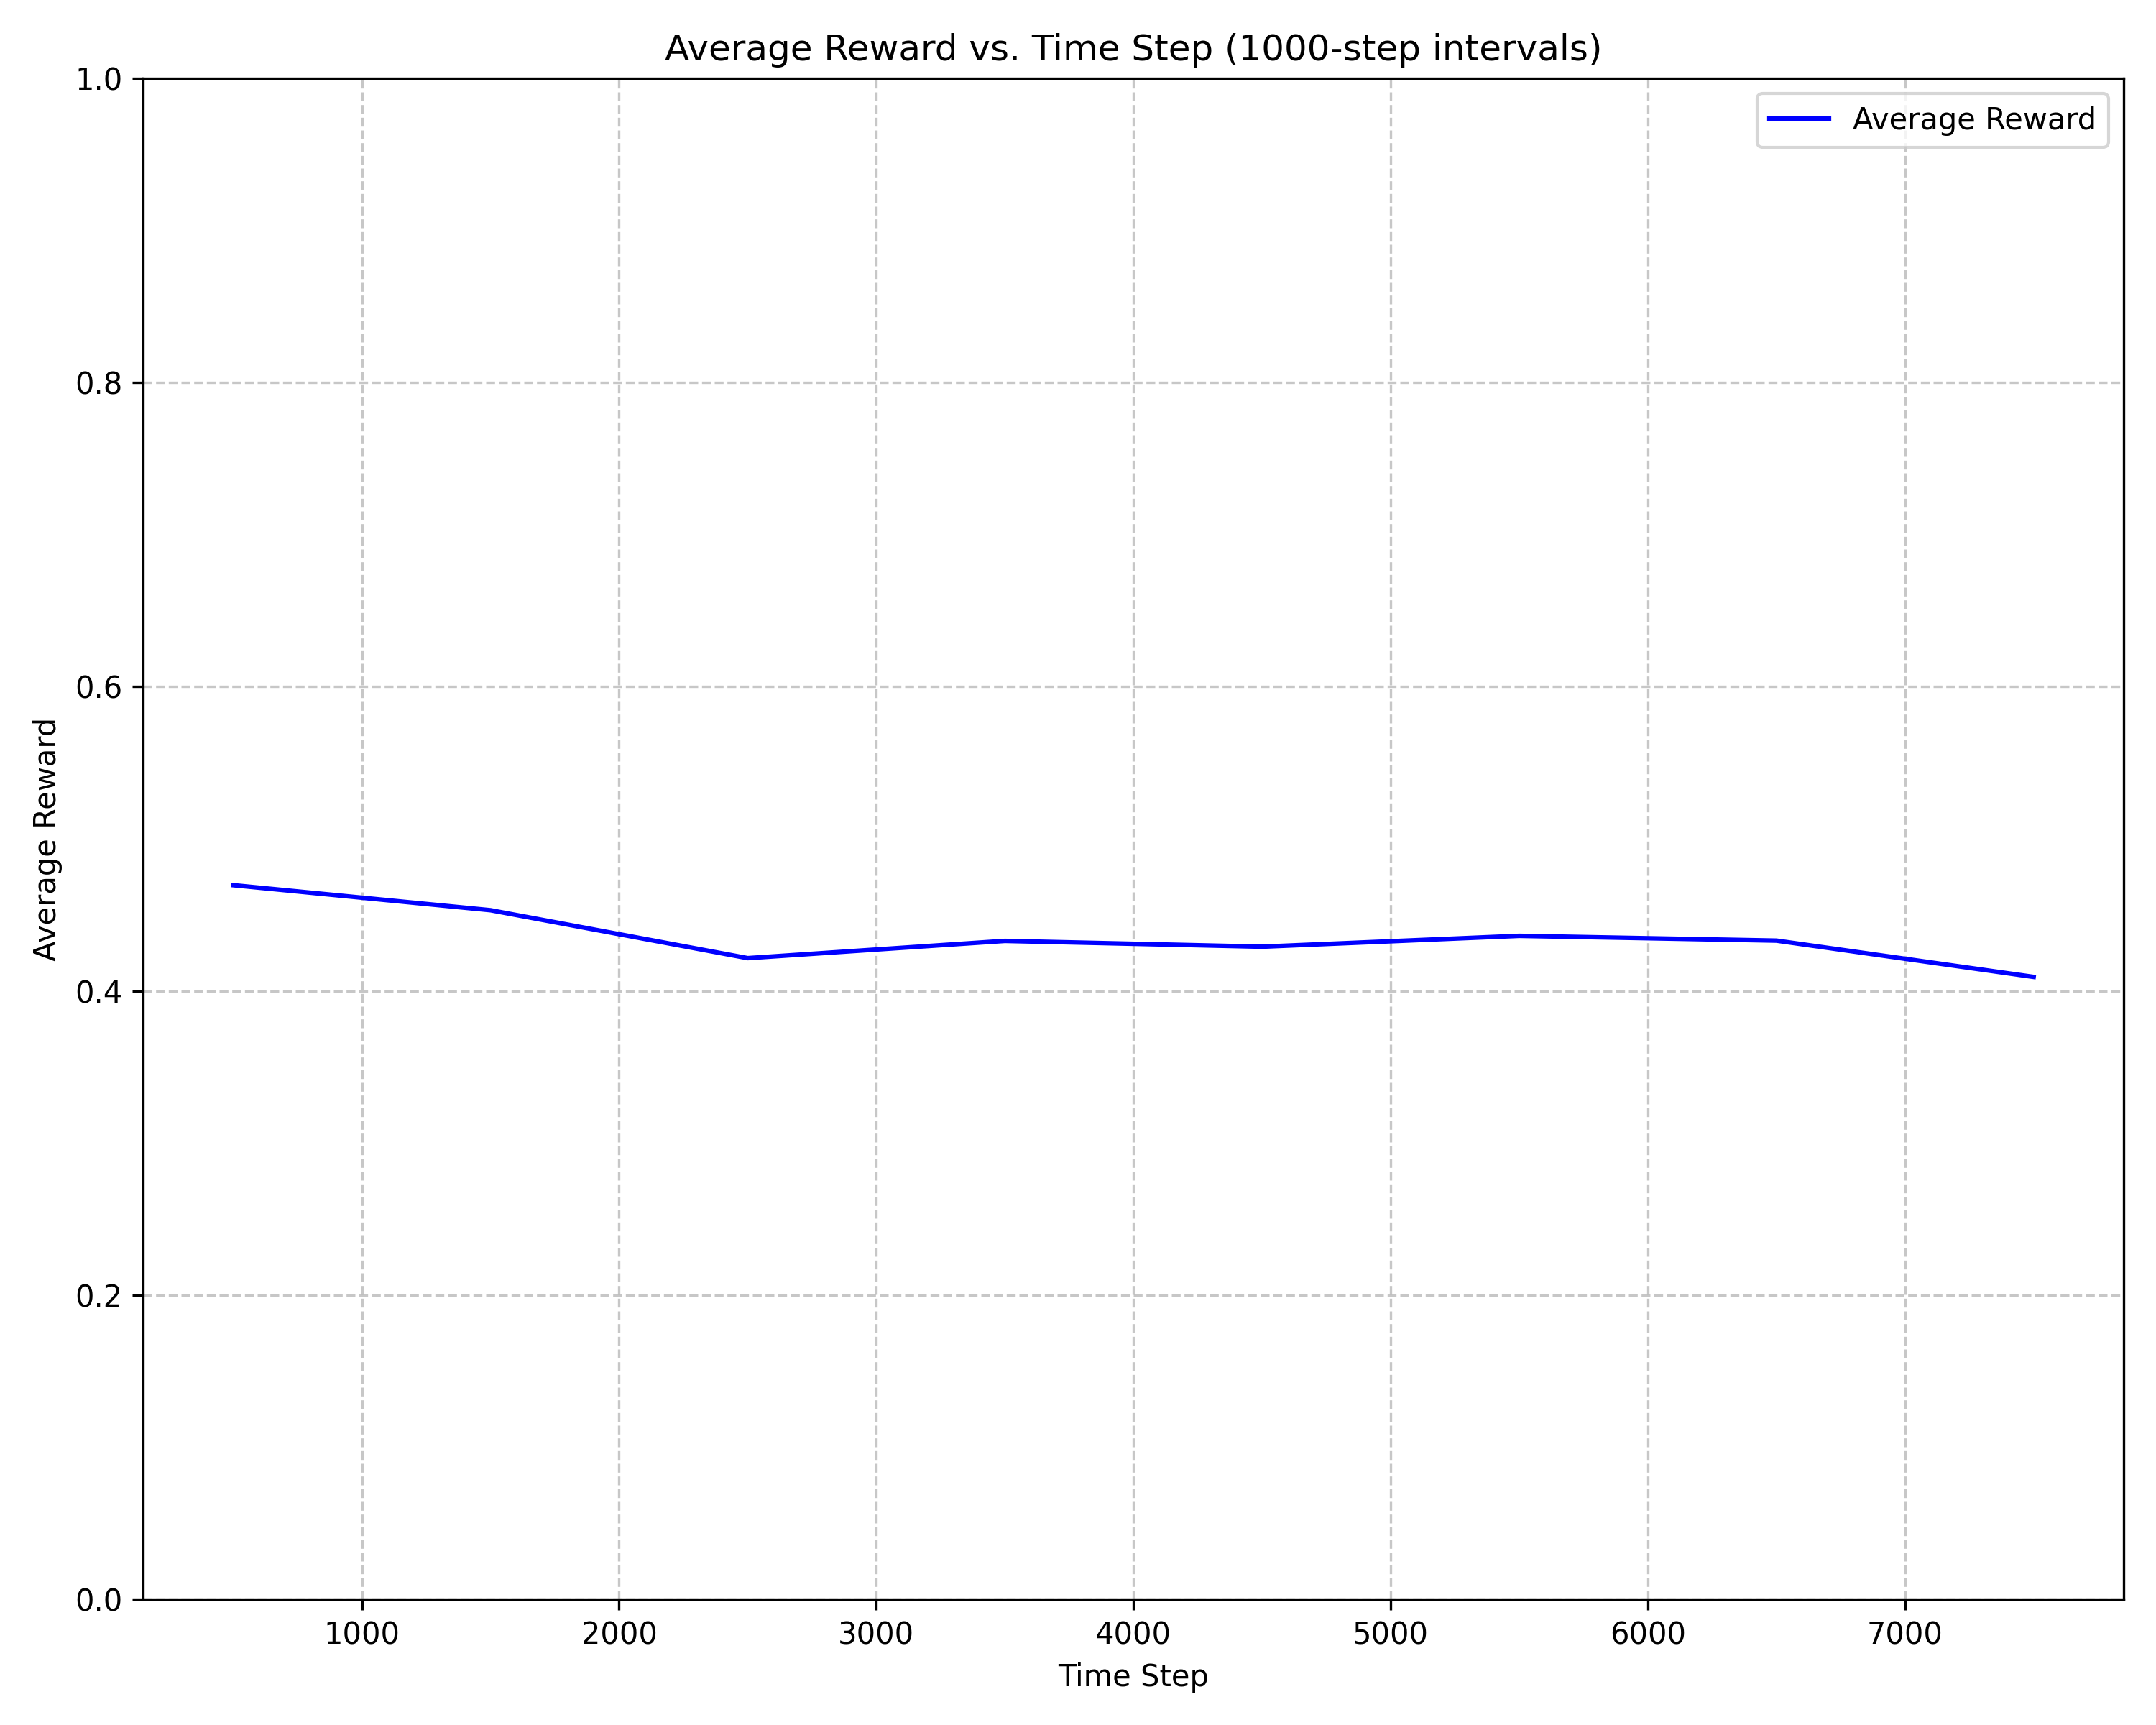 Average Reward vs. Time Step (1000-step intervals)
Average Reward
1.0
0.8
0.6
0.4
0.2
0.0
Average Reward
1000 2000 3000 4000 5000 6000 7000
Time Step